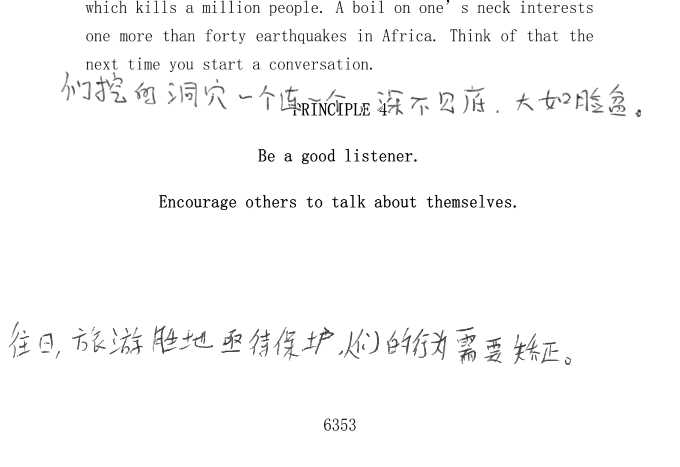 which kills a million people. A boil on one’s neck interests
one more than forty earthquakes in Africa. Think of that the
next time you start a conversation.
们挖的洞穴一个连一个，深不见底．大如脸盆。
PRINCIPLE 4
Be a good listener.
Encourage others to talk about themselves.
往日,旅游胜地亟待保护,人们的行为需要矫正。
6353